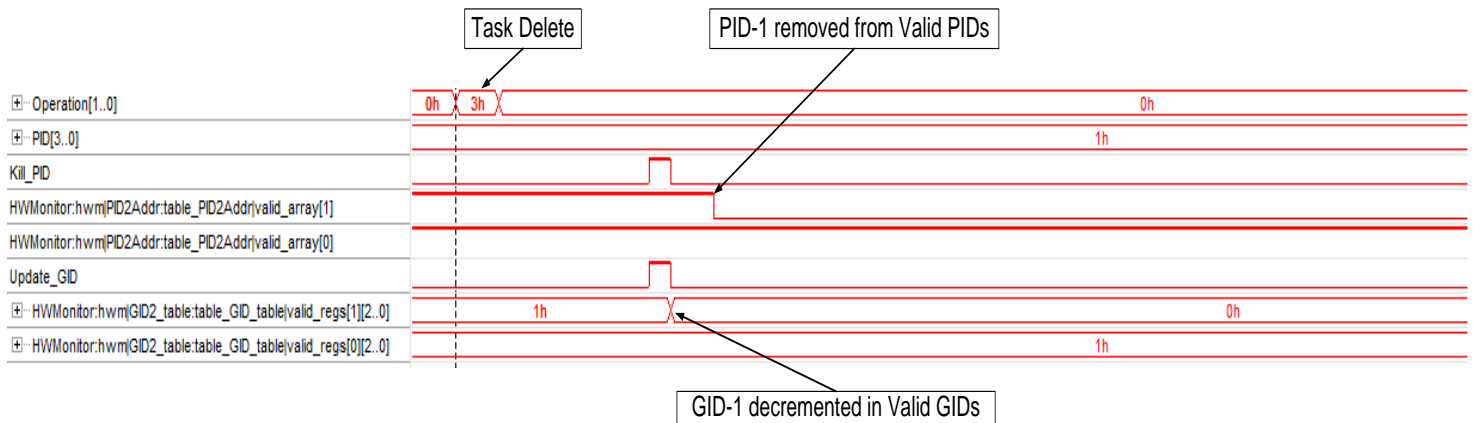 Task Delete
PID-1 removed from Valid PIDs
Operation[1..0] 0h 3h 0h
PID[3..0] 1h
Kill_PID
HWMonitor:hwm|PID2Addr:table_PID2Addr|valid_array[1]
HWMonitor:hwm|PID2Addr:table_PID2Addr|valid_array[0]
Update_GID
HWMonitor:hwm|GID2_table:table_GID_table|valid_regs[1][2..0] 1h 0h
HWMonitor:hwm|GID2_table:table_GID_table|valid_regs[0][2..0] 1h
GID-1 decremented in Valid GIDs